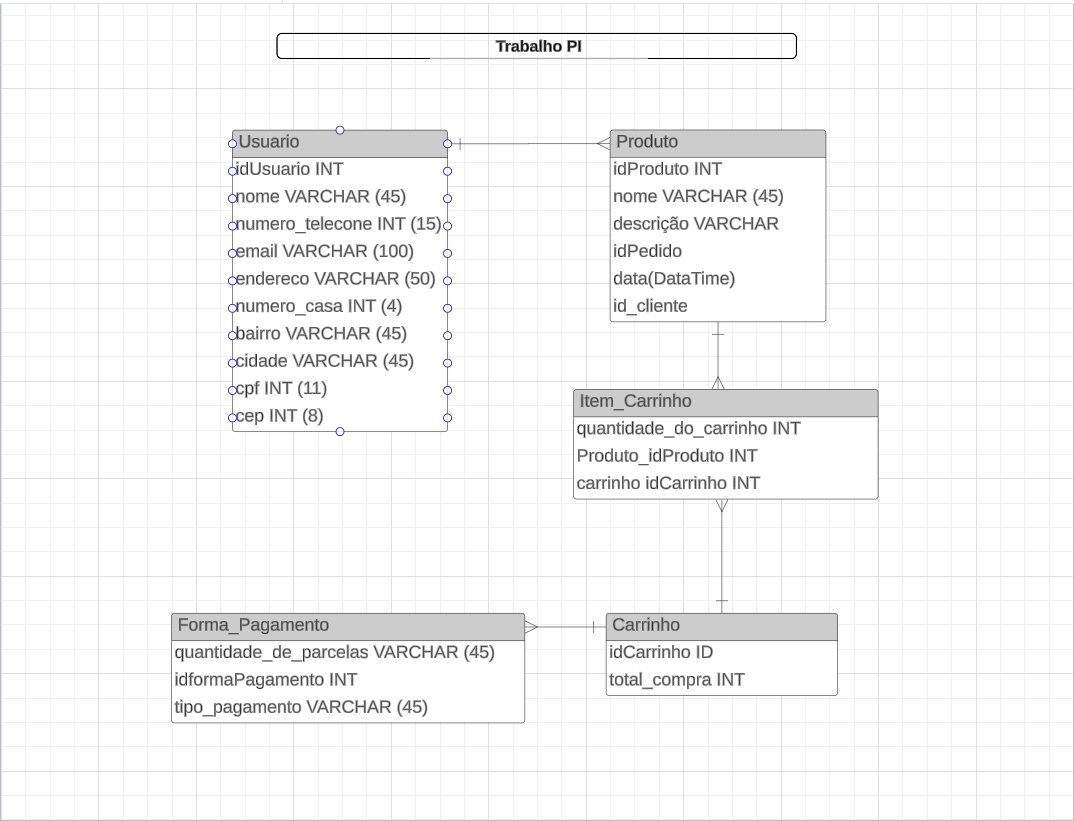 Trabalho PI
Usuario
idUsuario INT
nome VARCHAR (45)
numero_telecone INT (15)
email VARCHAR (100)
endereco VARCHAR (50)
numero_casa INT (4)
bairro VARCHAR (45)
cidade VARCHAR (45)
cpf INT (11)
cep INT (8)
Produto
idProduto INT
nome VARCHAR (45)
descrição VARCHAR
idPedido
data(DataTime)
id_cliente
Item_Carrinho
quantidade_do_carrinho INT
Produto_idProduto INT
carrinho idCarrinho INT
Forma_Pagamento
quantidade_de_parcelas VARCHAR (45)
idformaPagamento INT
tipo_pagamento VARCHAR (45)
Carrinho
idCarrinho ID
total_compra INT